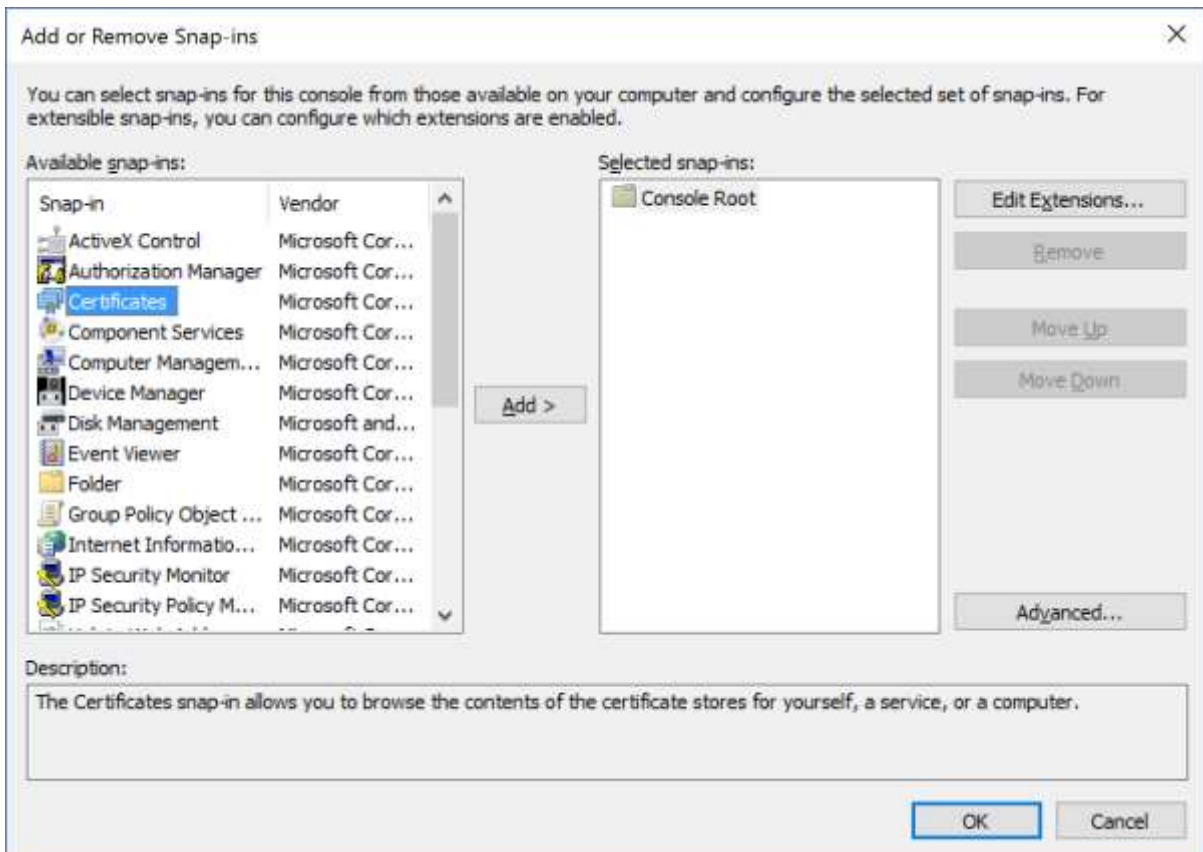 Add or Remove Snap-ins
You can select snap-ins for this console from those available on your computer and configure the selected set of snap-ins. For
extensible snap-ins, you can configure which extensions are enabled.
Available snap-ins:
Snap-in Vendor
ActiveX Control Microsoft Cor...
Authorization Manager Microsoft Cor...
Certificates Microsoft Cor...
Component Services Microsoft Cor...
Computer Managem... Microsoft Cor...
Device Manager Microsoft Cor...
Disk Management Microsoft and...
Event Viewer Microsoft Cor...
Folder Microsoft Cor...
Group Policy Object ... Microsoft Cor...
Internet Informatio... Microsoft Cor...
IP Security Monitor Microsoft Cor...
IP Security Policy M... Microsoft Cor...
Add >
Selected snap-ins:
Console Root
Edit Extensions...
Remove
Move Up
Move Down
Advanced...
Description:
The Certificates snap-in allows you to browse the contents of the certificate stores for yourself, a service, or a computer.
OK Cancel